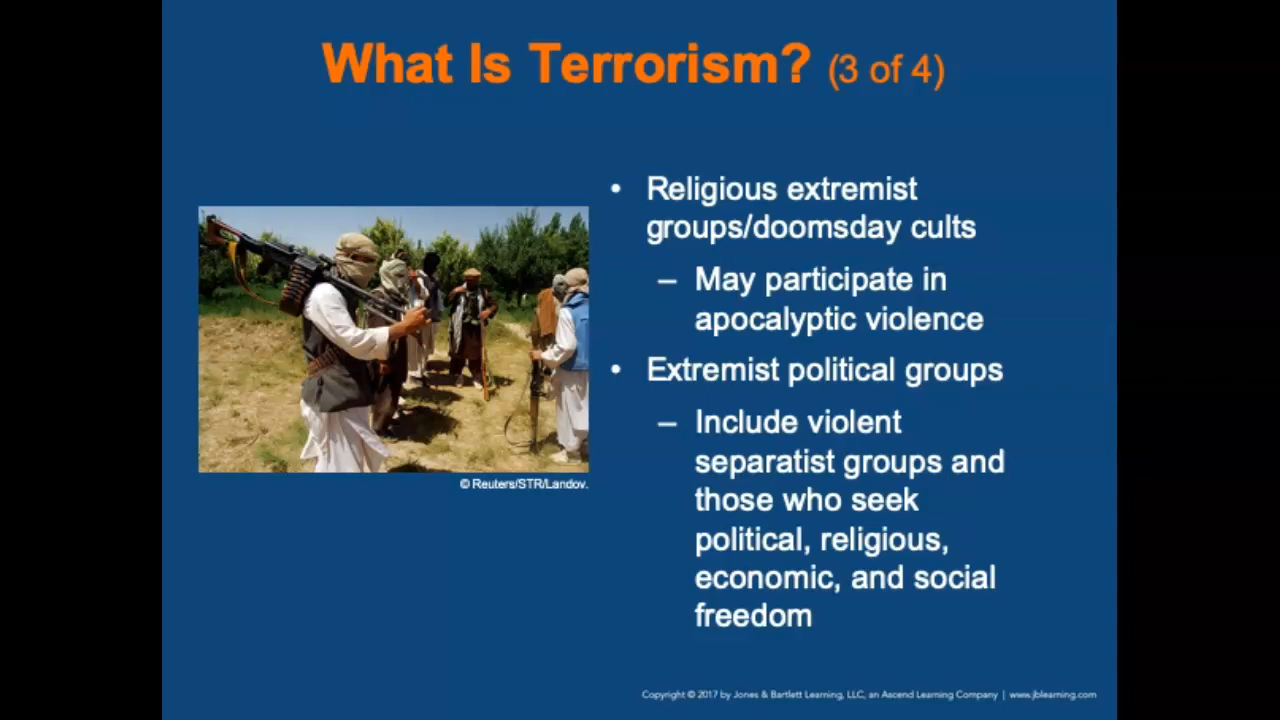 What Is Terrorism? (3 of 4)
• Religious extremist
groups/doomsday cults
– May participate in
apocalyptic violence
• Extremist political groups
– Include violent
separatist groups and
those who seek
political, religious,
economic, and social
freedom
© Reuters/STR/Landov.
Copyright © 2017 by Jones & Bartlett Learning, LLC, an Ascend Learning Company | www.jblearning.com